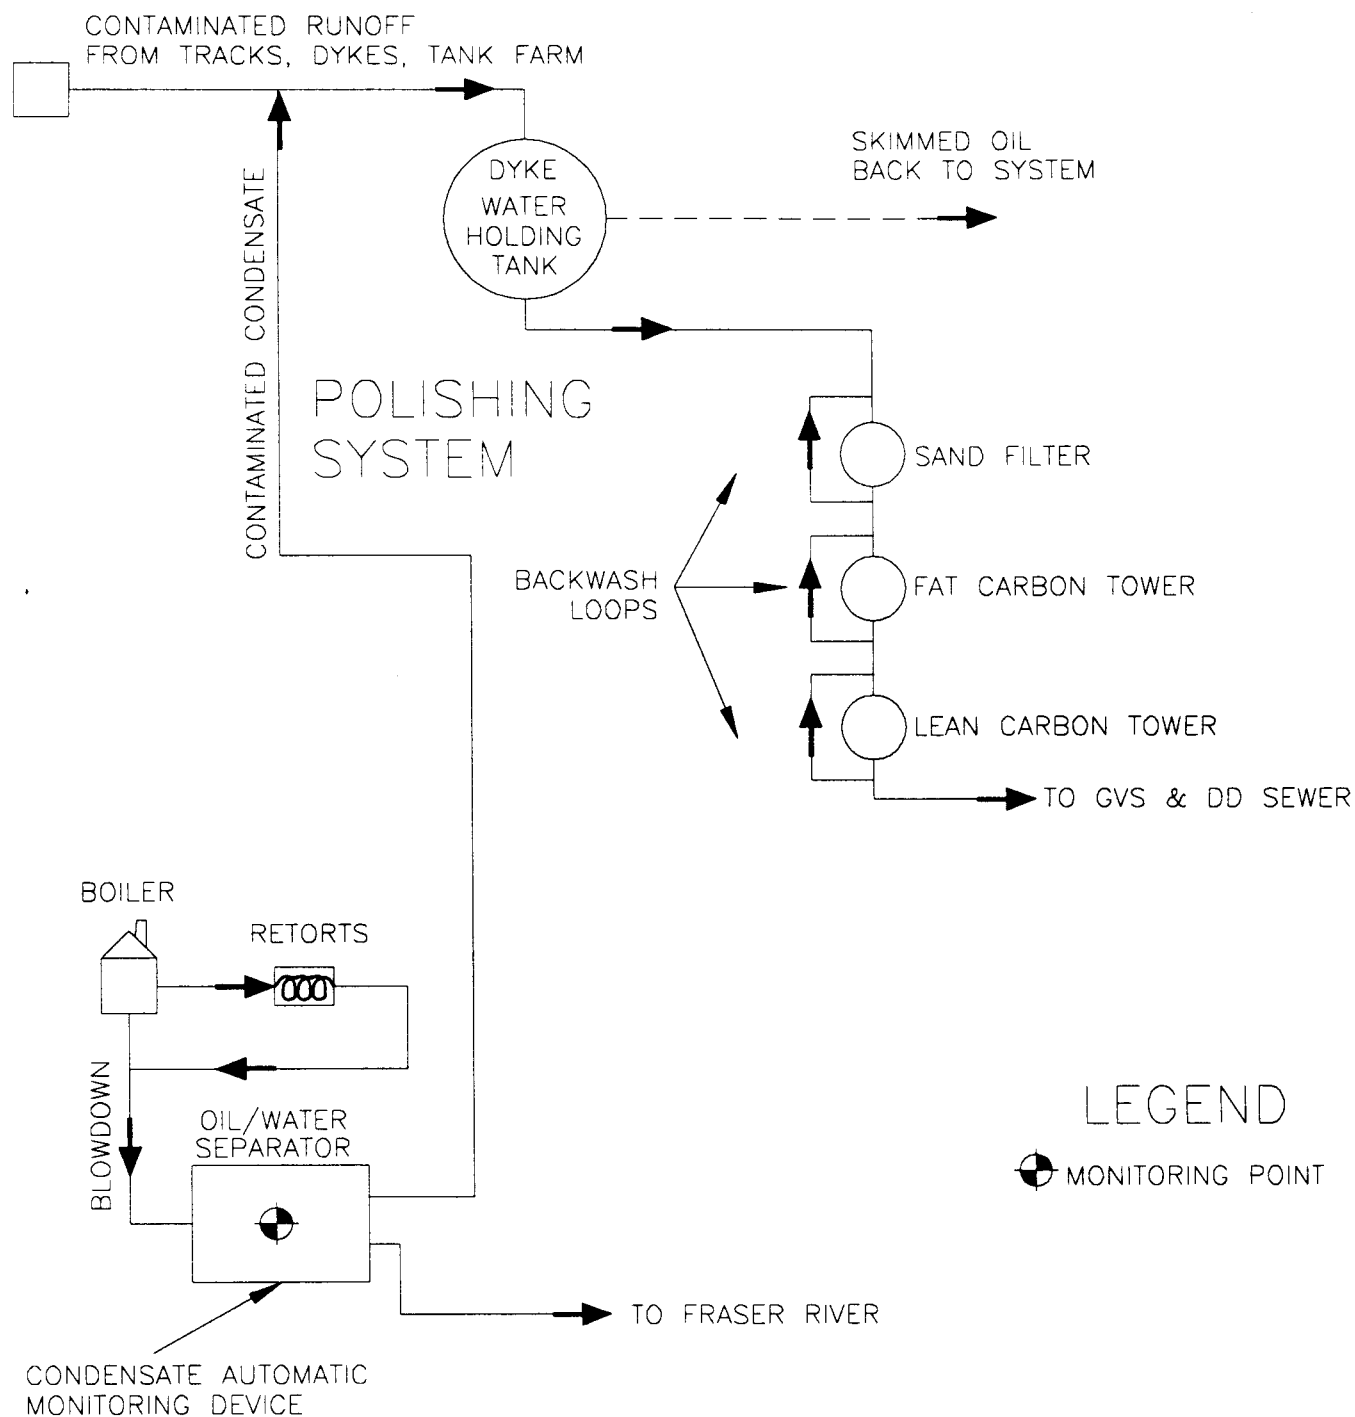 CONTAMINATED RUNOFF
FROM TRACKS, DYKES, TANK FARM
SKIMMED OIL
BACK TO SYSTEM
DYKE
WATER
HOLDING
TANK
CONTAMINATED CONDENSATE
POLISHING
SYSTEM
SAND FILTER
BACKWASH
LOOPS
FAT CARBON TOWER
LEAN CARBON TOWER
TO GVS & DD SEWER
BOILER
RETORTS
BLOWDOWN
OIL/WATER
SEPARATOR
LEGEND
MONITORING POINT
TO FRASER RIVER
CONDENSATE AUTOMATIC
MONITORING DEVICE